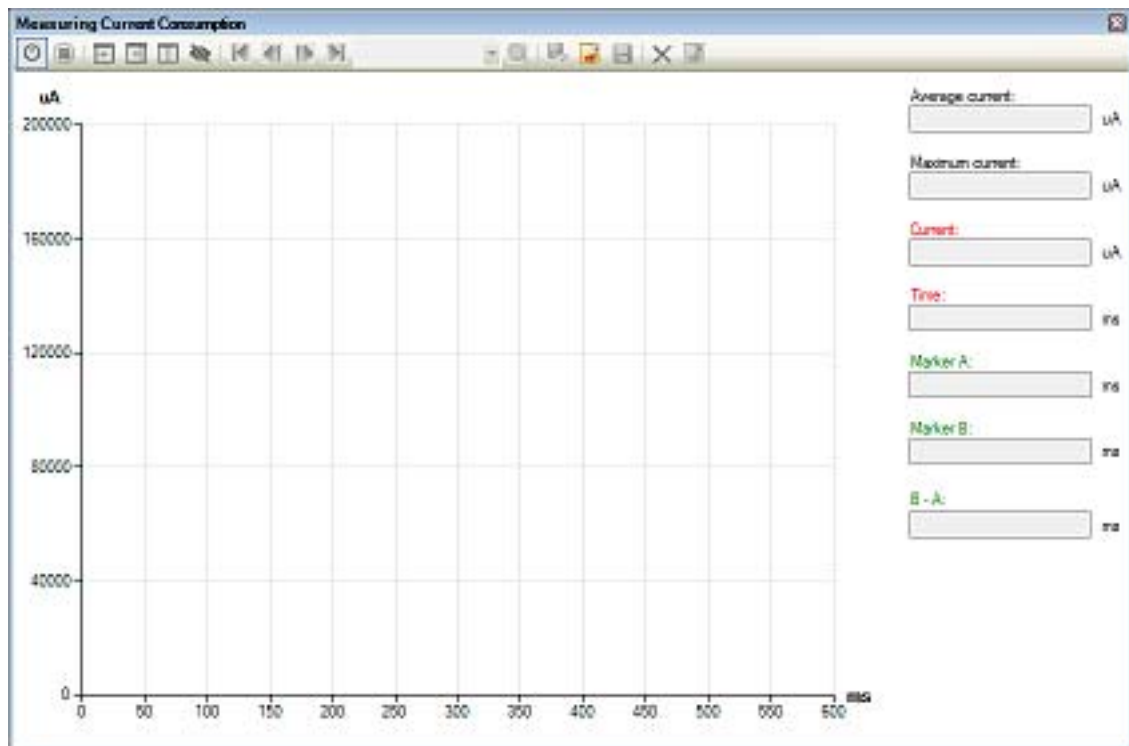 Measuring Current Consumption
uA
200000
160000
120000
80000
40000
0
0 50 100 150 200 250 300 350 400 450 500 550 600 ms
Average current:
uA
Maximum current:
uA
Current:
uA
Time:
ms
Marker A:
ms
Marker B:
ms
B - A:
ms